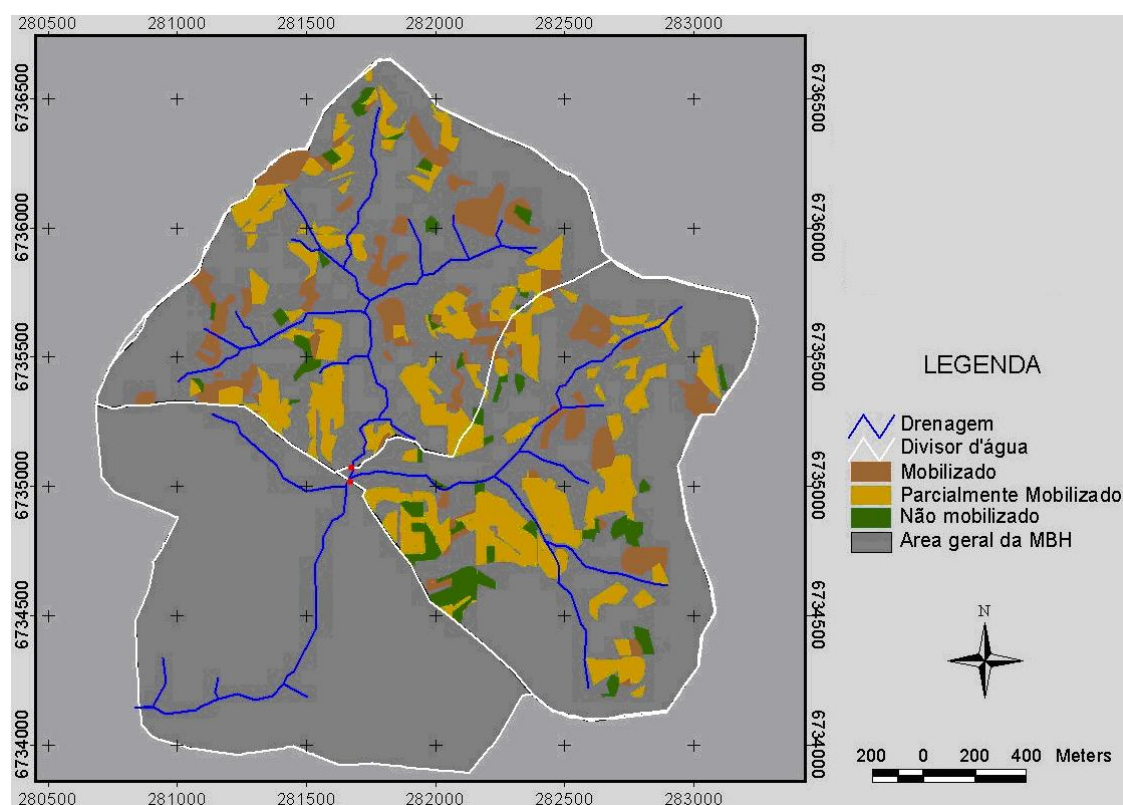 280500 281000 281500 282000 282500 283000
6736500
6736000
6735500
6735000
6734500
6734000
6736500
6736000
6735500
6735000
6734500
6734000
280500 281000 281500 282000 282500 283000
LEGENDA
Drenagem
Divisor d'água
Mobilizado
Parcialmente Mobilizado
Não mobilizado
Area geral da MBH
N
200 0 200 400 Meters